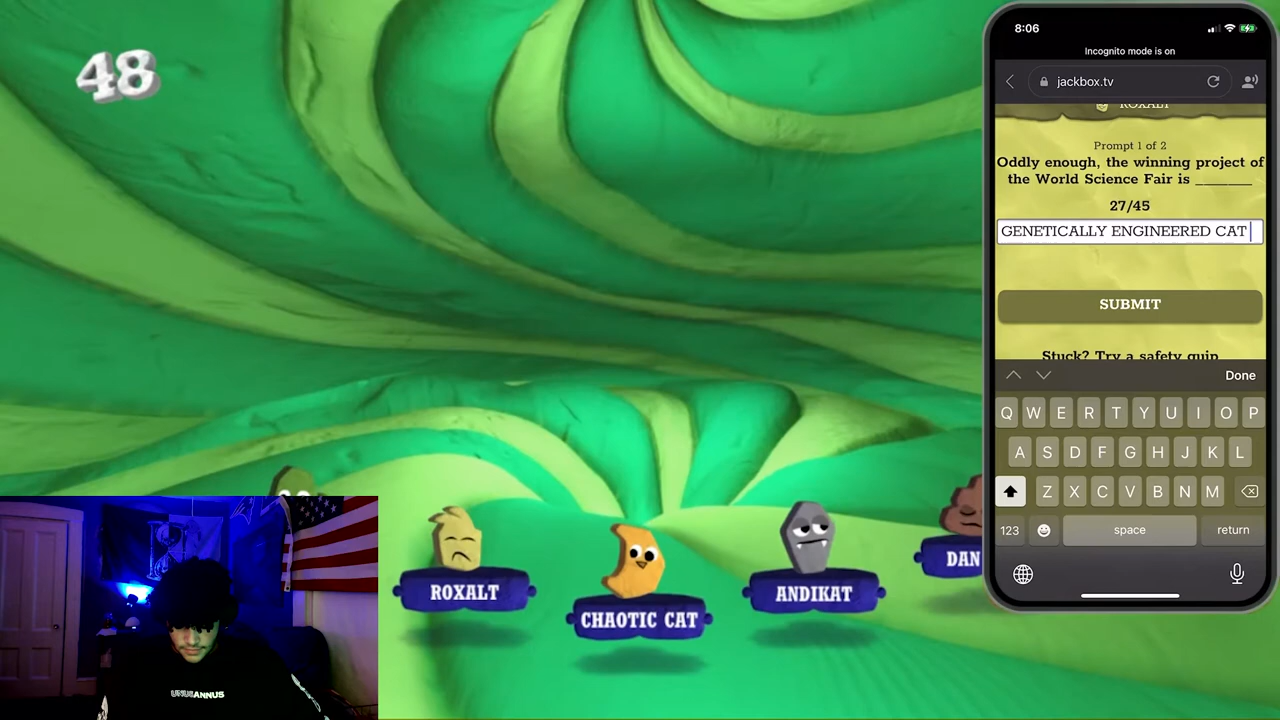 48
8:06
Incognito mode is on
jackbox.tv
ROXALT
Prompt 1 of 2
Oddly enough, the winning project of
the World Science Fair is _______
27/45
GENETICALLY ENGINEERED CAT
SUBMIT
Stuck? Try a safety quip
Done
Q W E R T Y U I O P
A S D F G H J K L
Z X C V B N M
123 space return
ROXALT
CHAOTIC CAT
ANDIKAT
DAN
UNUSANNUS